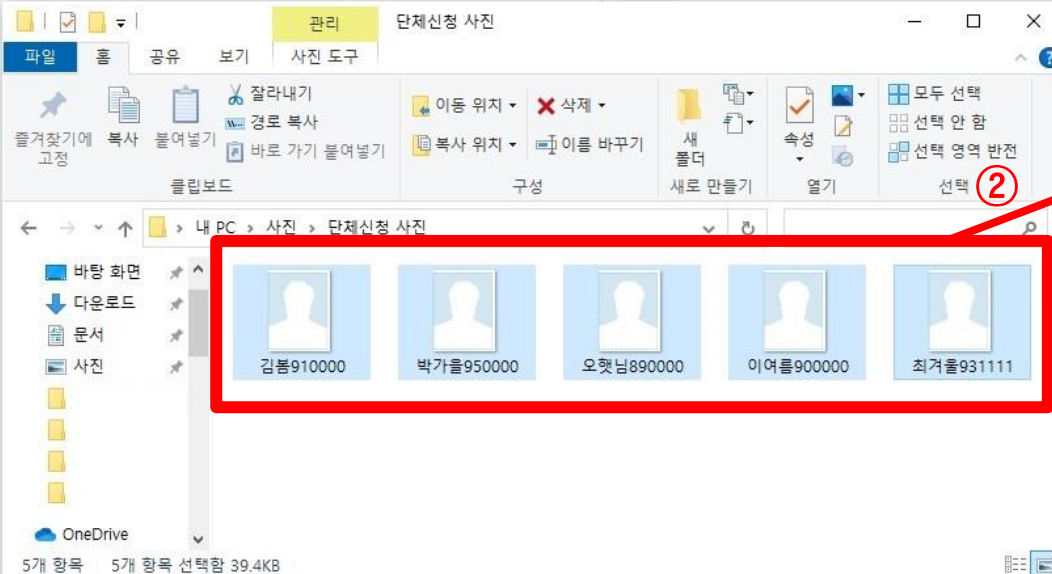 관리 단체신청 사진
파일 홈 공유 보기 사진 도구
즐겨찾기에 고정
복사
붙여넣기
잘라내기
경로 복사
바로 가기 붙여넣기
클립보드
이동 위치
복사 위치
삭제
이름 바꾸기
구성
새 폴더
새로 만들기
속성
열기
모두 선택
선택 안 함
선택 영역 반전
선택
②
내 PC > 사진 > 단체신청 사진
바탕 화면
다운로드
문서
사진
OneDrive
김봄910000 박가을950000 오햇님890000 이여름900000 최겨울931111
5개 항목 5개 항목 선택함 39.4KB